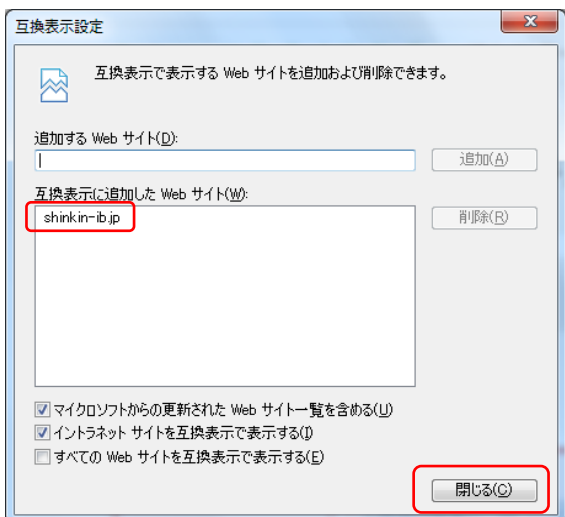 互換表示設定
互換表示で表示する Web サイトを追加および削除できます。
追加する Web サイト(D):
追加(A)
互換表示に追加した Web サイト(W):
shinkin-ib.jp
削除(R)
マイクロソフトからの更新された Web サイト一覧を含める(U)
イントラネット サイトを互換表示で表示する(I)
すべての Web サイトを互換表示で表示する(E)
閉じる(C)